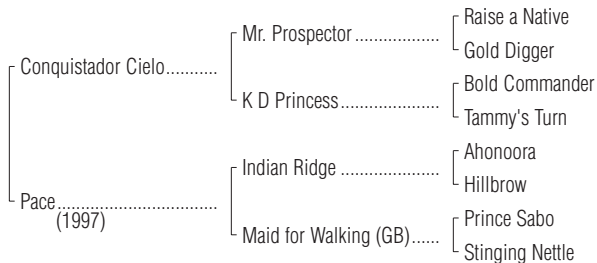 Raise a Native
Mr. Prospector ..................
Gold Digger
Conquistador Cielo...........
Bold Commander
K D Princess.....................
Tammy's Turn
Ahonoora
Indian Ridge .....................
Hillbrow
Pace..................................
(1997)
Prince Sabo
Maid for Walking (GB)......
Stinging Nettle